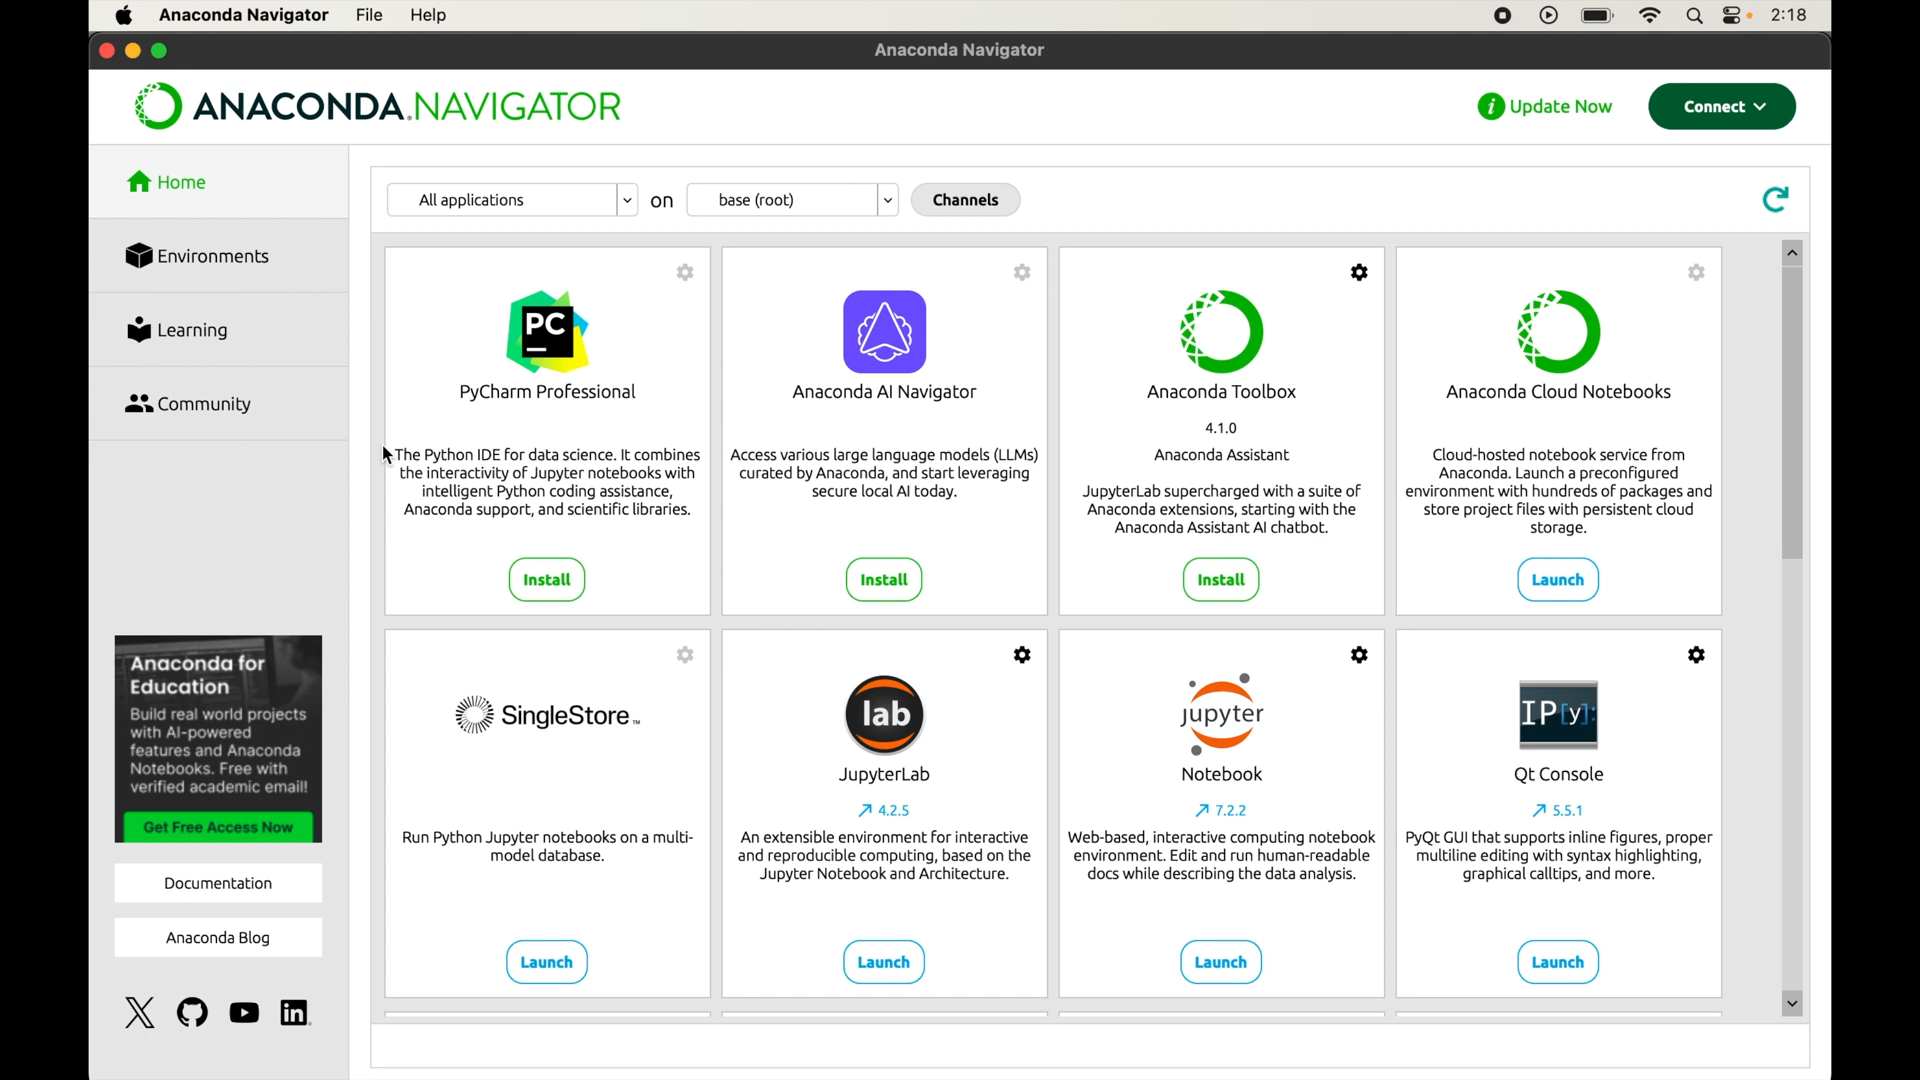 Anaconda Navigator File Help 2:18
Anaconda Navigator
ANACONDA.NAVIGATOR
i Update Now
Connect
Home
Environments
Learning
Community
All applications on base (root) Channels
PC
PyCharm Professional
The Python IDE for data science. It combines
the interactivity of Jupyter notebooks with
intelligent Python coding assistance,
Anaconda support, and scientific libraries.
Install
Anaconda AI Navigator
Access various large language models (LLMs)
curated by Anaconda, and start leveraging
secure local AI today.
Install
Anaconda Toolbox
4.1.0
Anaconda Assistant
JupyterLab supercharged with a suite of
Anaconda extensions, starting with the
Anaconda Assistant AI chatbot.
Install
Anaconda Cloud Notebooks
Cloud-hosted notebook service from
Anaconda. Launch a preconfigured
environment with hundreds of packages and
store project files with persistent cloud
storage.
Launch
SingleStore™
Run Python Jupyter notebooks on a multi-
model database.
Launch
lab
JupyterLab
4.2.5
An extensible environment for interactive
and reproducible computing, based on the
Jupyter Notebook and Architecture.
Launch
jupyter
Notebook
7.2.2
Web-based, interactive computing notebook
environment. Edit and run human-readable
docs while describing the data analysis.
Launch
IP[y]:
Qt Console
5.5.1
PyQt GUI that supports inline figures, proper
multiline editing with syntax highlighting,
graphical calltips, and more.
Launch
Anaconda for
Education
Build real world projects
with AI-powered
features and Anaconda
Notebooks. Free with
verified academic email!
Get Free Access Now
Documentation
Anaconda Blog